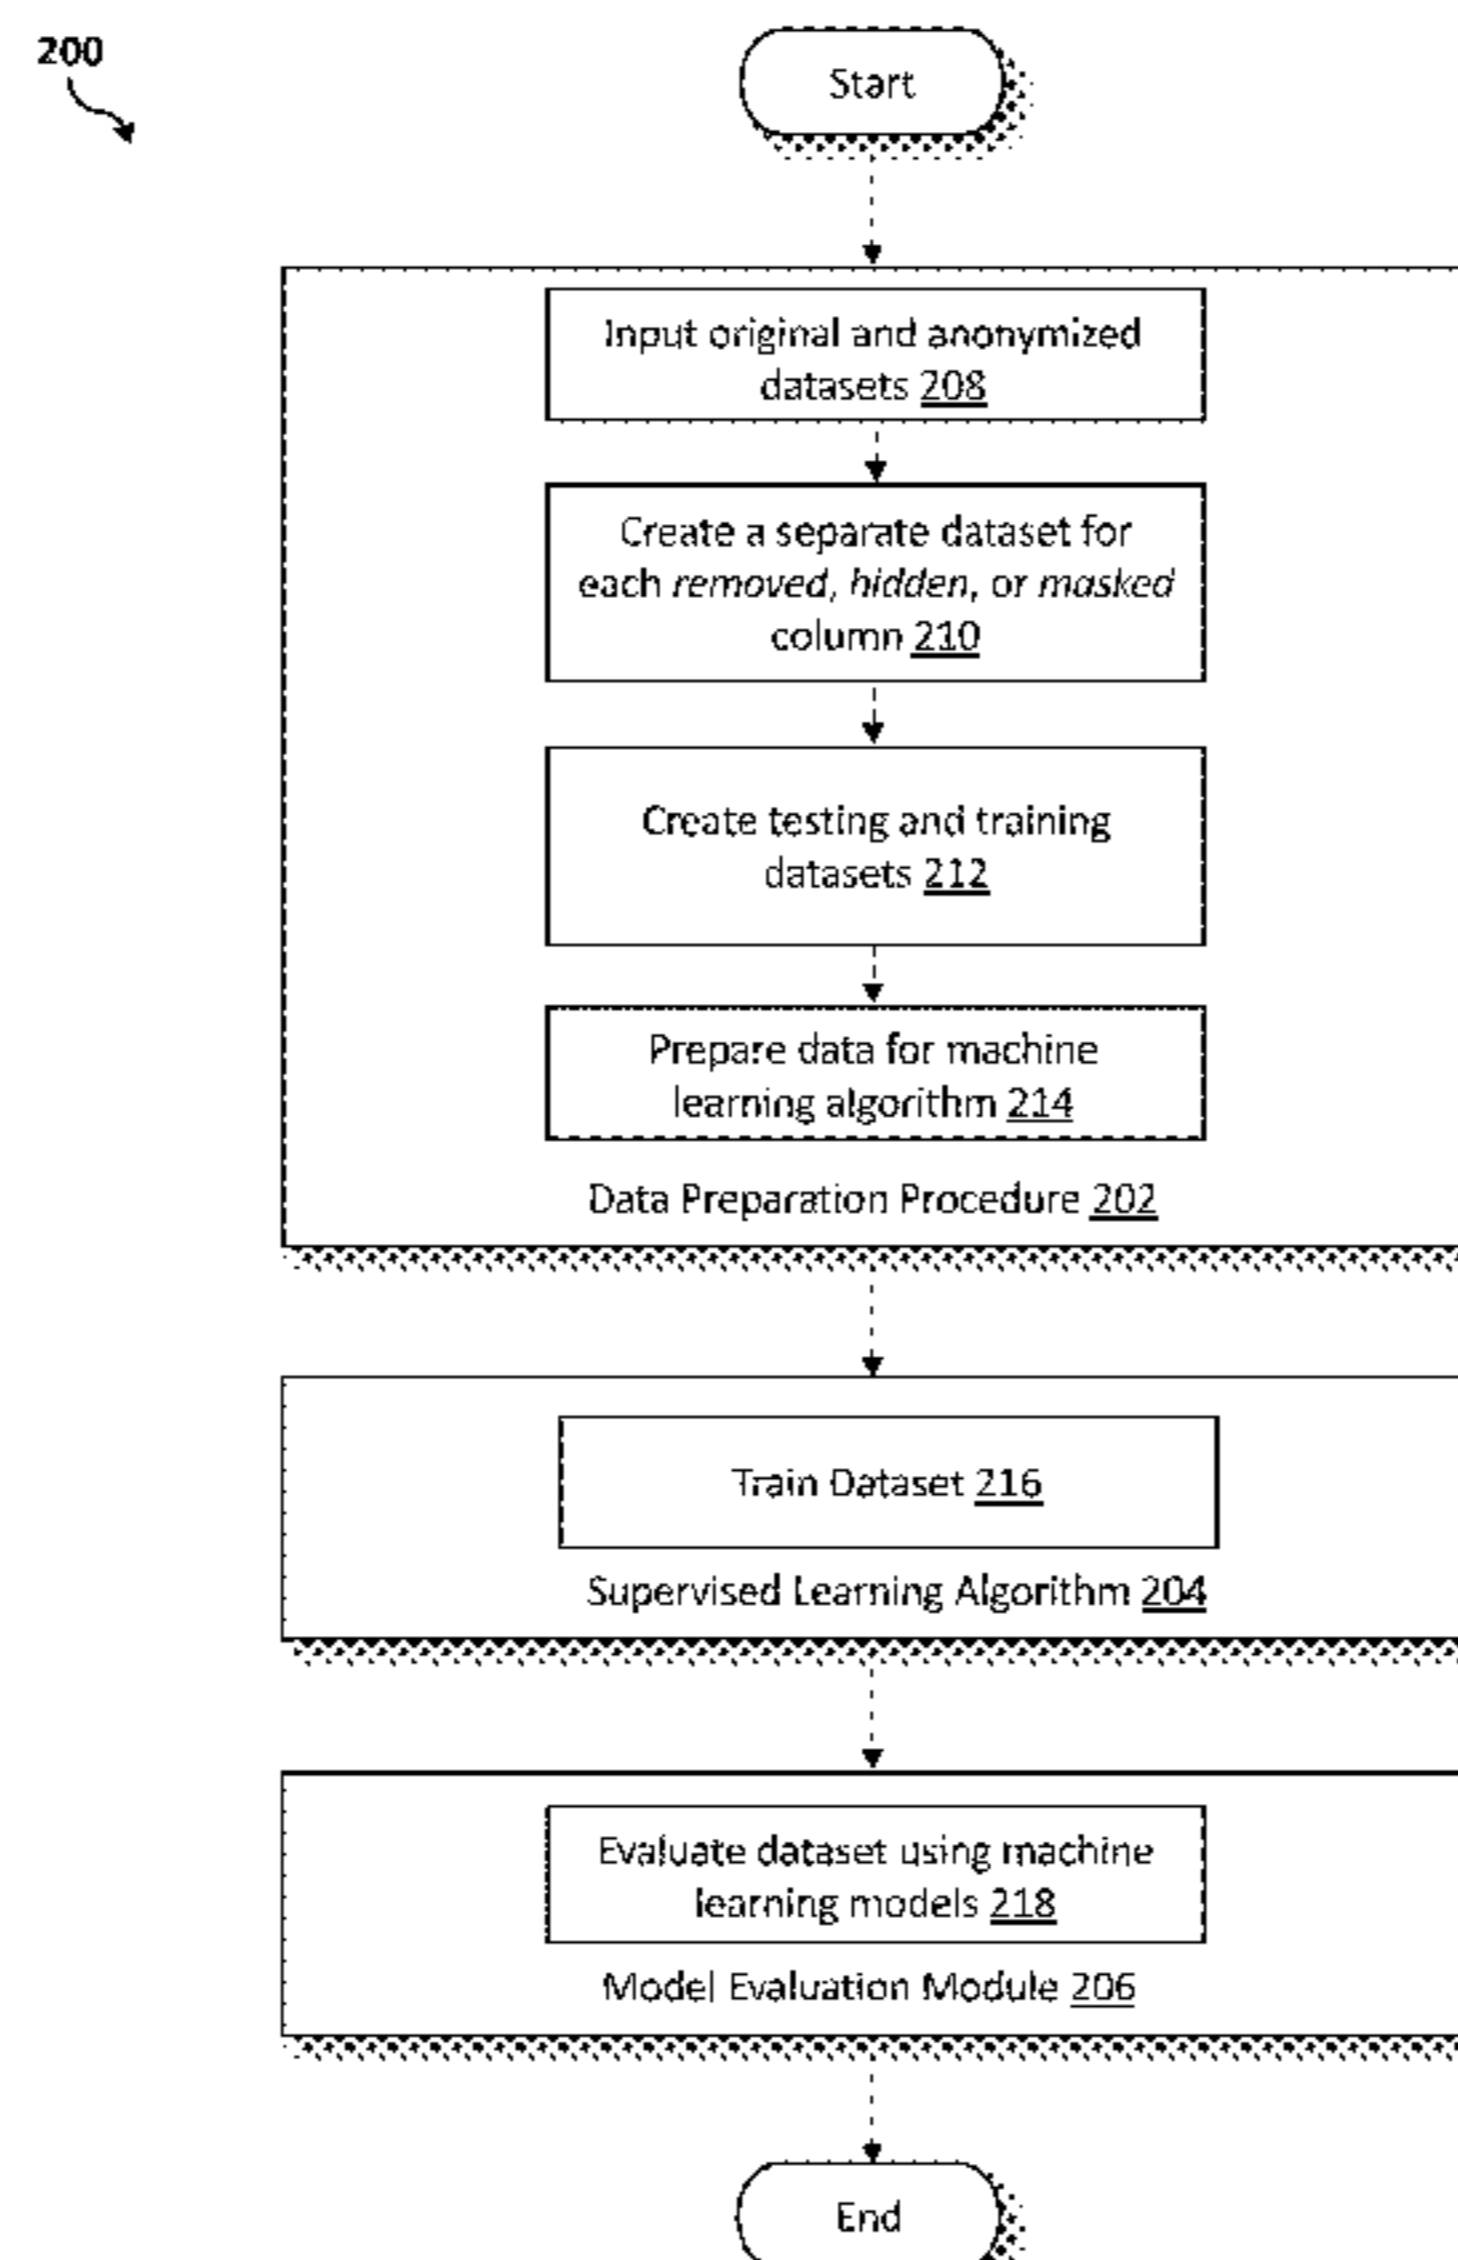 200
Start
Input original and anonymized
datasets 208
Create a separate dataset for
each removed, hidden, or masked
column 210
Create testing and training
datasets 212
Prepare data for machine
learning algorithm 214
Data Preparation Procedure 202
Train Dataset 216
Supervised Learning Algorithm 204
Evaluate dataset using machine
learning models 218
Model Evaluation Module 206
End